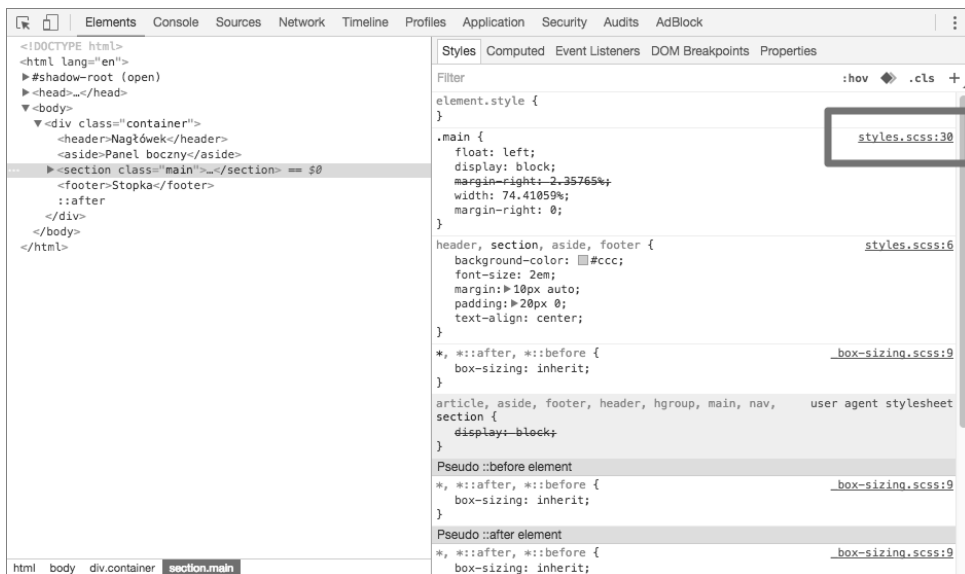 Elements Console Sources Network Timeline Profiles Application Security Audits AdBlock
<!DOCTYPE html>
<html lang="en">
▶#shadow-root (open)
▶<head>…</head>
▼<body>
▼<div class="container">
<header>Nagłówek</header>
<aside>Panel boczny</aside>
… ▶<section class="main">…</section> == $0
<footer>Stopka</footer>
::after
</div>
</body>
</html>
html body div.container section.main
Styles Computed Event Listeners DOM Breakpoints Properties
Filter :hov .cls +
element.style {
}
.main { styles.scss:30
float: left;
display: block;
margin-right: 2.35765%;
width: 74.41059%;
margin-right: 0;
}
header, section, aside, footer { styles.scss:6
background-color: #ccc;
font-size: 2em;
margin:▶10px auto;
padding:▶20px 0;
text-align: center;
}
*, *::after, *::before { _box-sizing.scss:9
box-sizing: inherit;
}
article, aside, footer, header, hgroup, main, nav, user agent stylesheet
section {
display: block;
}
Pseudo ::before element
*, *::after, *::before { _box-sizing.scss:9
box-sizing: inherit;
}
Pseudo ::after element
*, *::after, *::before { _box-sizing.scss:9
box-sizing: inherit;